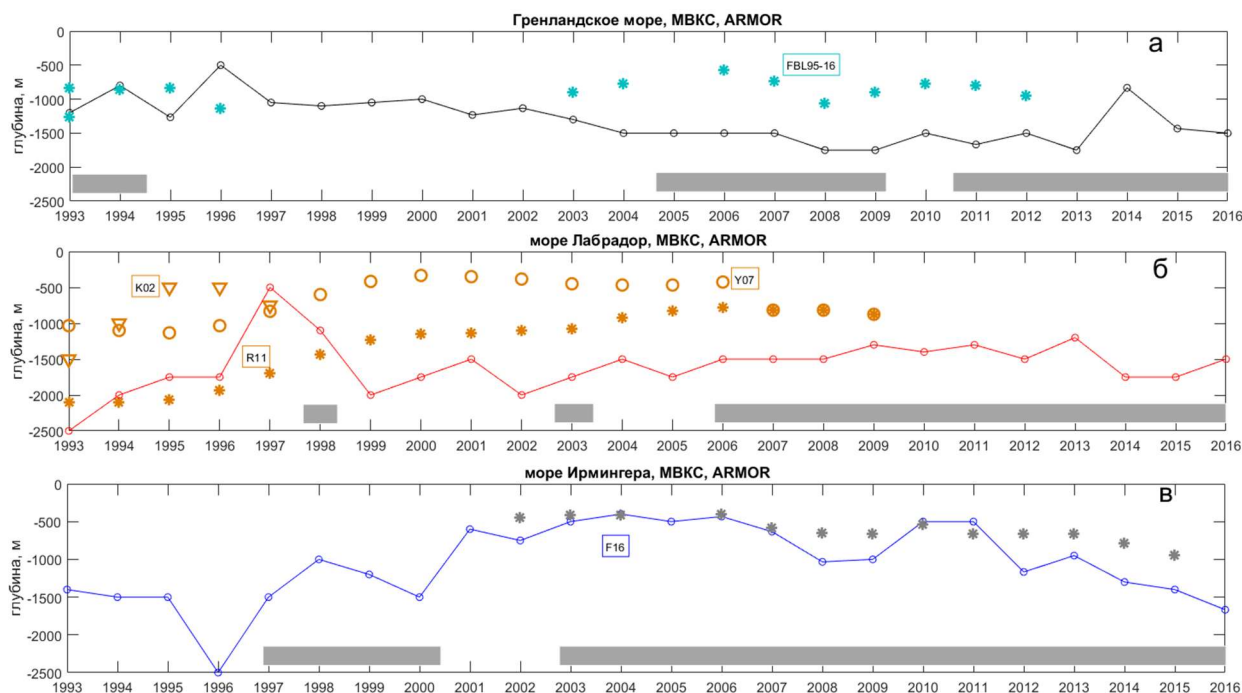 Гренландское море, МВКС, ARMOR
а
0
-500
-1000
-1500
-2000
-2500
глубина, м
FBL95-16
1993 1994 1995 1996 1997 1998 1999 2000 2001 2002 2003 2004 2005 2006 2007 2008 2009 2010 2011 2012 2013 2014 2015 2016
море Лабрадор, МВКС, ARMOR
б
0
-500
-1000
-1500
-2000
-2500
глубина, м
K02
Y07
R11
1993 1994 1995 1996 1997 1998 1999 2000 2001 2002 2003 2004 2005 2006 2007 2008 2009 2010 2011 2012 2013 2014 2015 2016
море Ирмингера, МВКС, ARMOR
в
0
-500
-1000
-1500
-2000
-2500
глубина, м
F16
1993 1994 1995 1996 1997 1998 1999 2000 2001 2002 2003 2004 2005 2006 2007 2008 2009 2010 2011 2012 2013 2014 2015 2016